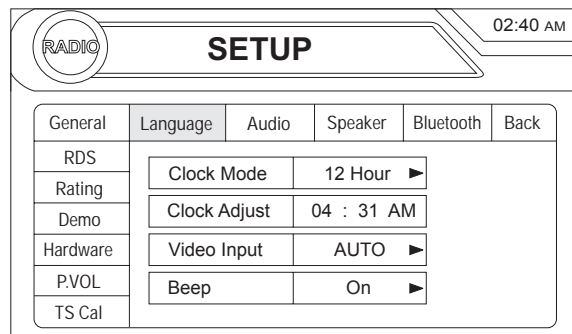 RADIO
SETUP
02:40 AM
General Language Audio Speaker Bluetooth Back
RDS
Rating
Demo
Hardware
P.VOL
TS Cal
Clock Mode 12 Hour
Clock Adjust 04 : 31 AM
Video Input AUTO
Beep On